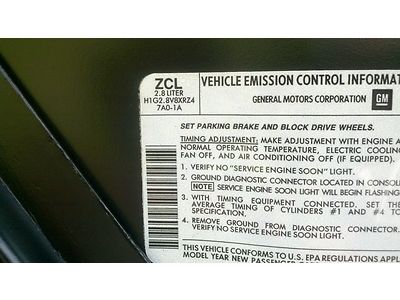 ZCL
2.8 LITER
H1G2.8V8XRZ4
7A0-1A
VEHICLE EMISSION CONTROL INFORMAT
GENERAL MOTORS CORPORATION GM
SET PARKING BRAKE AND BLOCK DRIVE WHEELS.
TIMING ADJUSTMENT: MAKE ADJUSTMENT WITH ENGINE A
NORMAL OPERATING TEMPERATURE, ELECTRIC COOLING
FAN OFF, AND AIR CONDITIONING OFF (IF EQUIPPED).
1. VERIFY NO "SERVICE ENGINE SOON" LIGHT.
2. GROUND DIAGNOSTIC CONNECTOR LOCATED IN CONSOL
NOTE SERVICE ENGINE SOON LIGHT WILL BEGIN FLASHING
3. WITH TIMING EQUIPMENT CONNECTED. SET THE
AVERAGE TIMING OF CYLINDERS #1 AND #4 TO
SPECIFICATION.
4. REMOVE GROUND FROM DIAGNOSTIC CONNECTOR.
VERIFY NO "SERVICE ENGINE SOON" LIGHT.
THIS VEHICLE CONFORMS TO U.S. EPA REGULATIONS
MODEL YEAR NEW PASSENGER